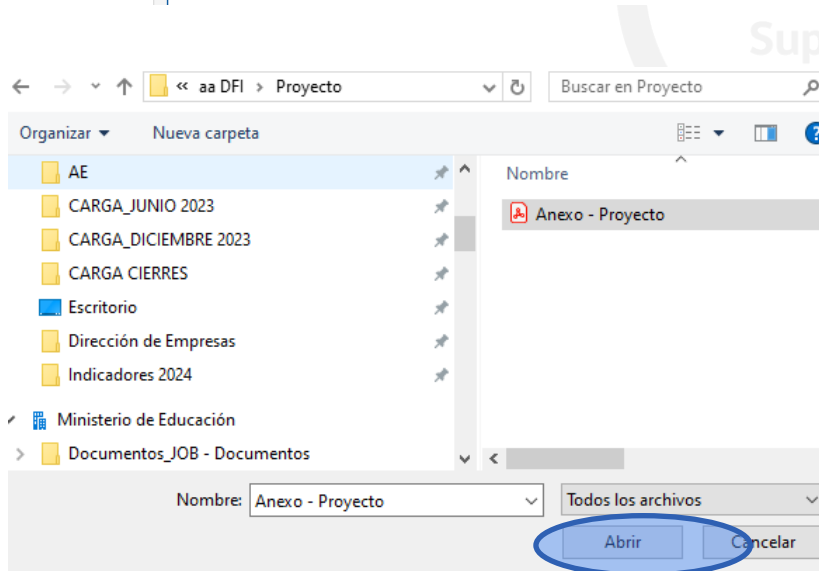 Sup
« aa DFI > Proyecto
Buscar en Proyecto
Organizar
Nueva carpeta
AE
CARGA_JUNIO 2023
CARGA_DICIEMBRE 2023
CARGA CIERRES
Escritorio
Dirección de Empresas
Indicadores 2024
Ministerio de Educación
Documentos_JOB - Documentos
Nombre
Anexo - Proyecto
Nombre: Anexo - Proyecto
Todos los archivos
Abrir
Cancelar